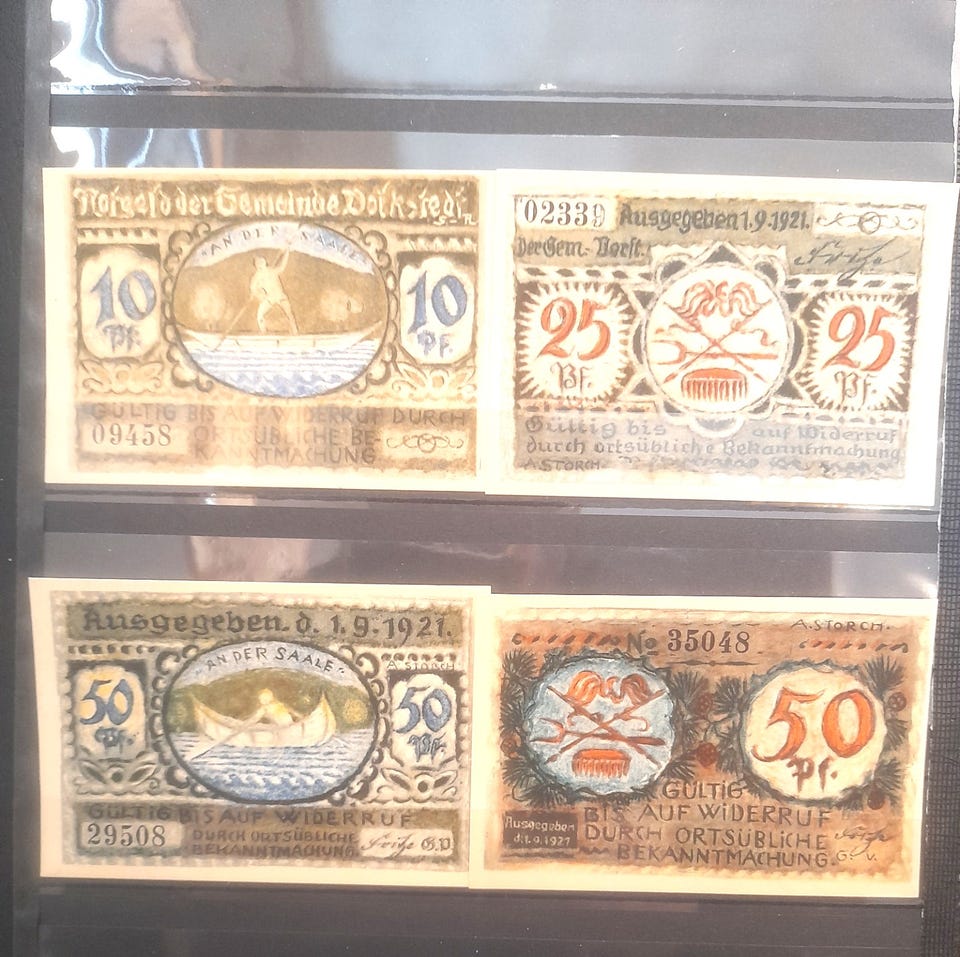 Notgeld der Gemeinde Volkstedt
AN DER SAALE
10 10
Pf. Pf.
GÜLTIG BIS AUF WIDERRUF DURCH
09458 ORTSÜBLICHE BE-
KANNTMACHUNG
02339 Ausgegeben 1.9.1921.
Der Gem.-Vorst.
25 25
Pf. Pf.
Gültig bis auf Widerruf
durch ortsübliche Bekanntmachung
A.STORCH
Ausgegeben d. 1.9.1921.
AN DER SAALE
A.STORCH
50 50
Pf. Pf.
GÜLTIG BIS AUF WIDERRUF
29508 DURCH ORTSÜBLICHE
BEKANNTMACHUNG. G.V.
A.STORCH.
No 35048
50
Pf.
GÜLTIG
BIS AUF WIDERRUF
Ausgegeben DURCH ORTSÜBLICHE
d.1.9.1921 BEKANNTMACHUNG. G. V.